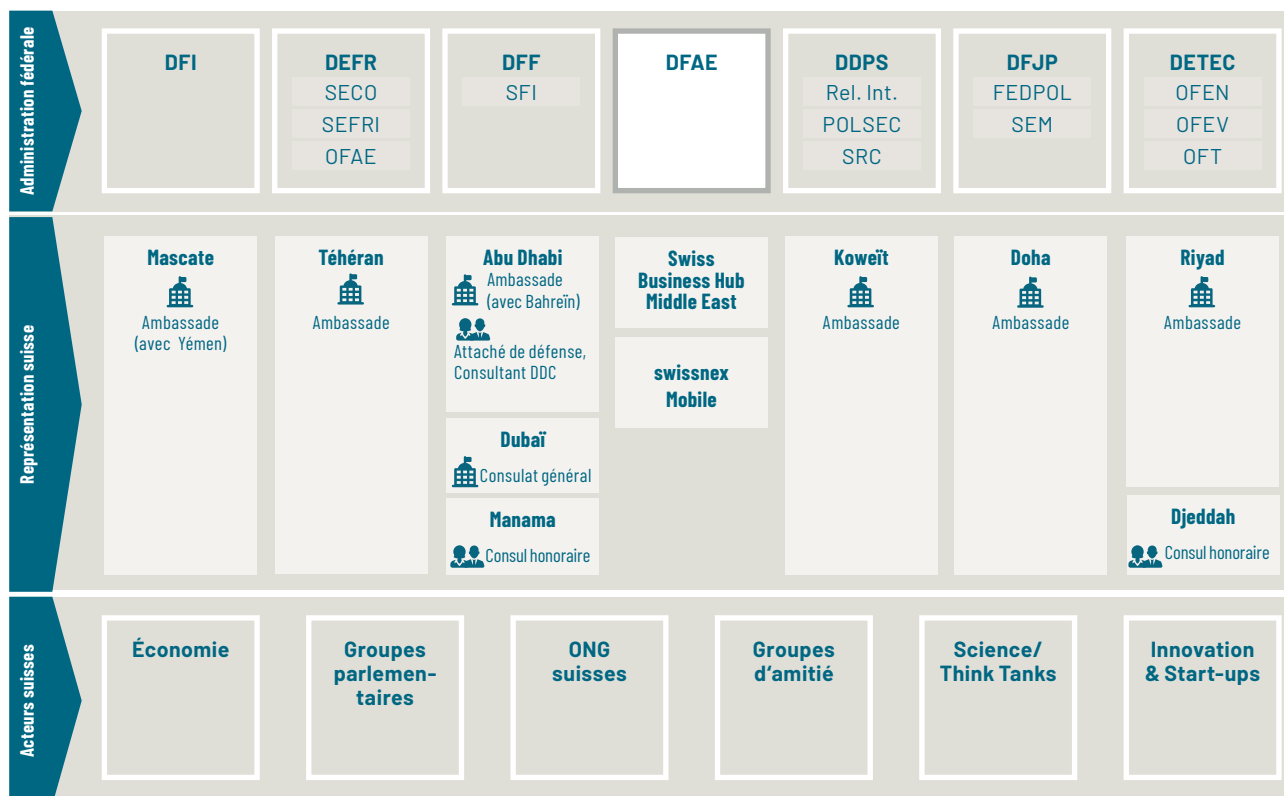 Administration fédérale
DFI
DEFR
SECO
SEFRI
OFAE
DFF
SFI
DFAE
DDPS
Rel. Int.
POLSEC
SRC
DFJP
FEDPOL
SEM
DETEC
OFEN
OFEV
OFT
Représentation suisse
Mascate
Ambassade
(avec Yémen)
Téhéran
Ambassade
Abu Dhabi
Ambassade
(avec Bahreïn)
Attaché de défense,
Consultant DDC
Dubaï
Consulat général
Manama
Consul honoraire
Swiss
Business Hub
Middle East
swissnex
Mobile
Koweït
Ambassade
Doha
Ambassade
Riyad
Ambassade
Djeddah
Consul honoraire
Acteurs suisses
Économie
Groupes
parlemen-
taires
ONG
suisses
Groupes
d‘amitié
Science/
Think Tanks
Innovation
& Start-ups